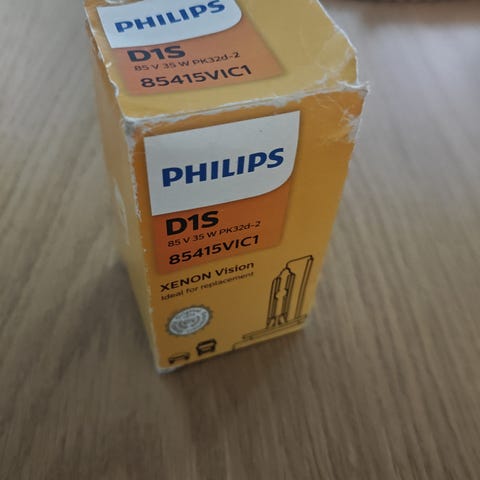 PHILIPS
D1S
85 V 35 W PK32d-2
85415VIC1
PHILIPS
D1S
85 V 35 W PK32d-2
85415VIC1
XENON Vision
Ideal for replacement